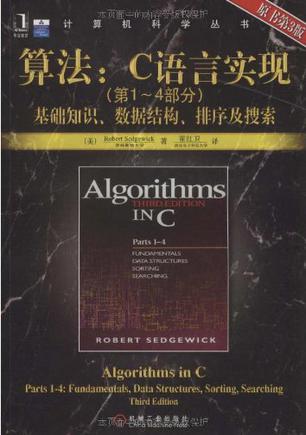 计算机科学丛书
原书第3版
算法：C语言实现
（第1～4部分）
基础知识、数据结构、排序及搜索
（美） Robert Sedgewick 著 霍红卫 译
Algorithms
THIRD EDITION
IN C
Parts 1–4
FUNDAMENTALS
DATA STRUCTURES
SORTING
SEARCHING
ROBERT SEDGEWICK
Algorithms in C
Parts 1-4: Fundamentals, Data Structures, Sorting, Searching
Third Edition
机械工业出版社
China Machine Press